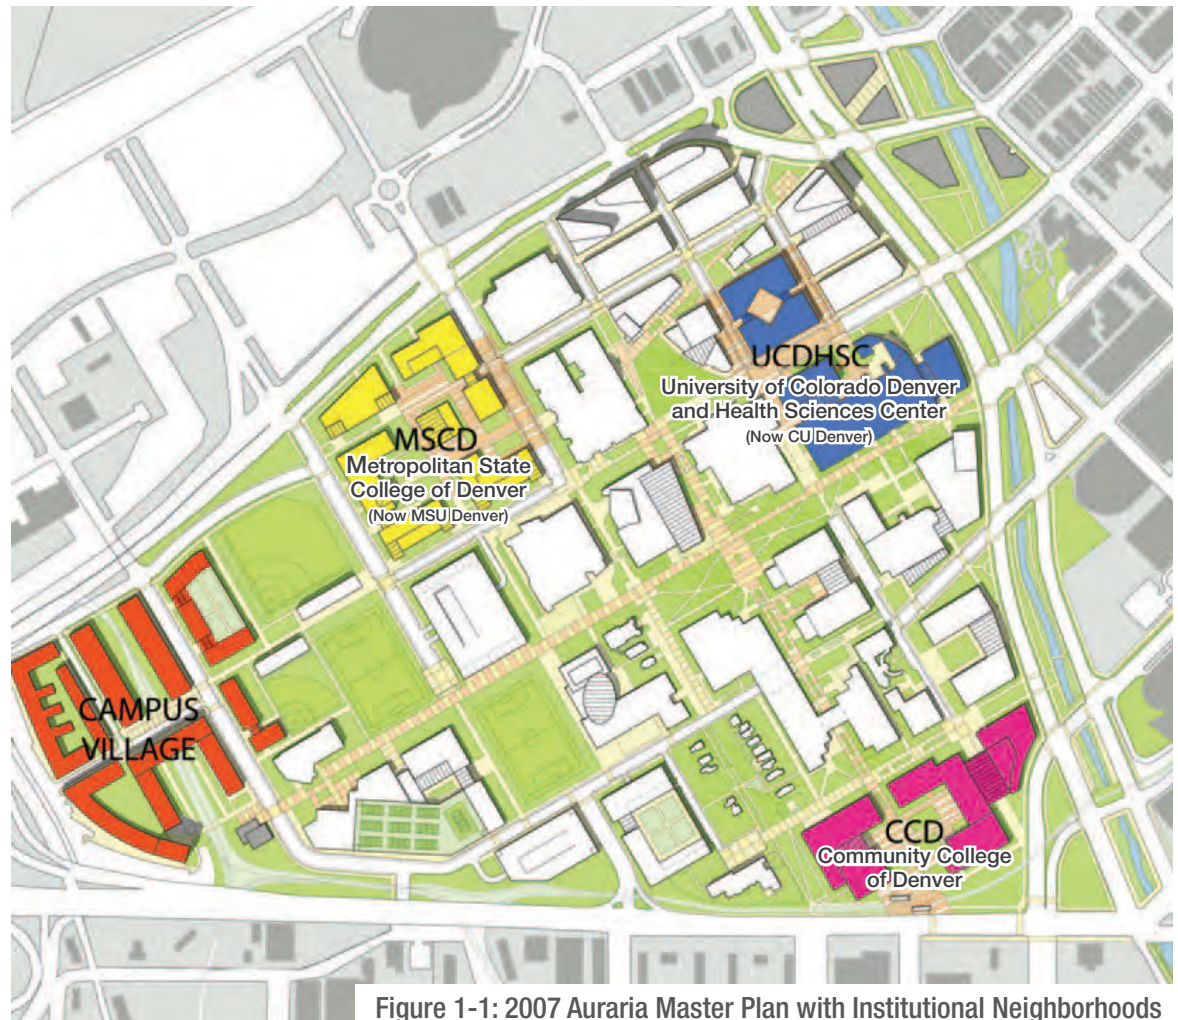 UCDHSC
University of Colorado Denver
and Health Sciences Center
(Now CU Denver)
MSCD
Metropolitan State
College of Denver
(Now MSU Denver)
CAMPUS
VILLAGE
CCD
Community College
of Denver
Figure 1-1: 2007 Auraria Master Plan with Institutional Neighborhoods